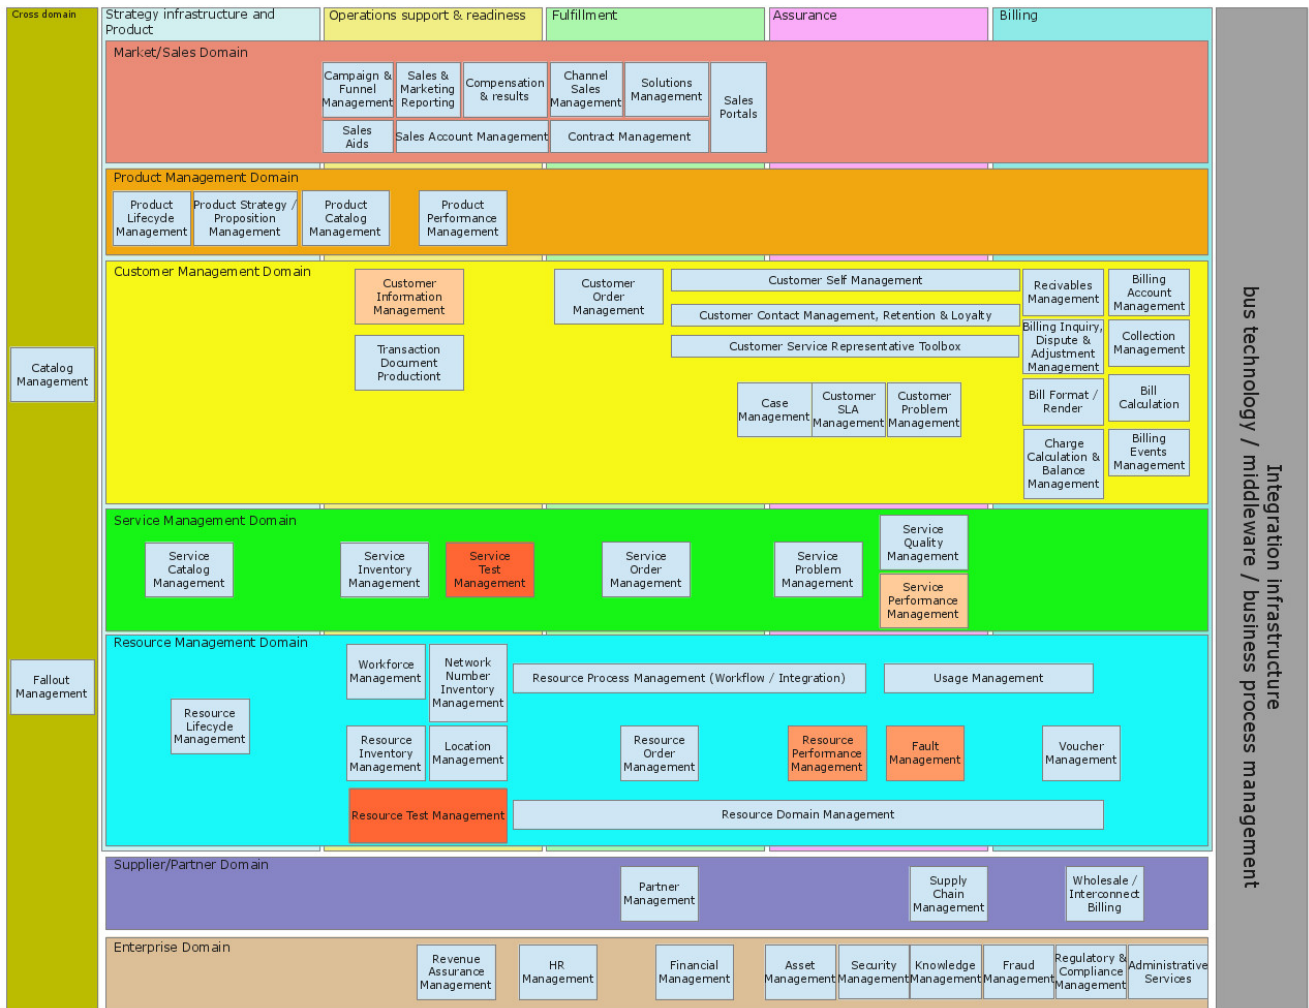 Cross domain
Strategy infrastructure and
Product
Operations support & readiness
Fulfillment
Assurance
Billing
Market/Sales Domain
Campaign &
Funnel
Management
Sales &
Marketing
Reporting
Compensation
& results
Channel
Sales
Management
Solutions
Management
Sales
Portals
Sales
Aids
Sales Account Management
Contract Management
Product Management Domain
Product
Lifecycle
Management
Product Strategy /
Proposition
Management
Product
Catalog
Management
Product
Performance
Management
Customer Management Domain
Customer
Information
Management
Customer
Order
Management
Customer Self Management
Customer Contact Management, Retention & Loyalty
Customer Service Representative Toolbox
Recivables
Management
Billing
Account
Management
Billing Inquiry,
Dispute &
Adjustment
Management
Collection
Management
Transaction
Document
Productiont
Catalog
Management
Case
Management
Customer
SLA
Management
Customer
Problem
Management
Bill Format /
Render
Bill
Calculation
Charge
Calculation &
Balance
Management
Billing
Events
Management
Service Management Domain
Service
Catalog
Management
Service
Inventory
Management
Service
Test
Management
Service
Order
Management
Service
Problem
Management
Service
Quality
Management
Service
Performance
Management
Resource Management Domain
Fallout
Management
Workforce
Management
Network
Number
Inventory
Management
Resource Process Management (Workflow / Integration)
Usage Management
Resource
Lifecycle
Management
Resource
Inventory
Management
Location
Management
Resource
Order
Management
Resource
Performance
Management
Fault
Management
Voucher
Management
Resource Test Management
Resource Domain Management
Supplier/Partner Domain
Partner
Management
Supply
Chain
Management
Wholesale /
Interconnect
Billing
Enterprise Domain
Revenue
Assurance
Management
HR
Management
Financial
Management
Asset
Management
Security
Management
Knowledge
Management
Fraud
Management
Regulatory &
Compliance
Management
Administrative
Services
Integration infrastructure
bus technology / middleware / business process management